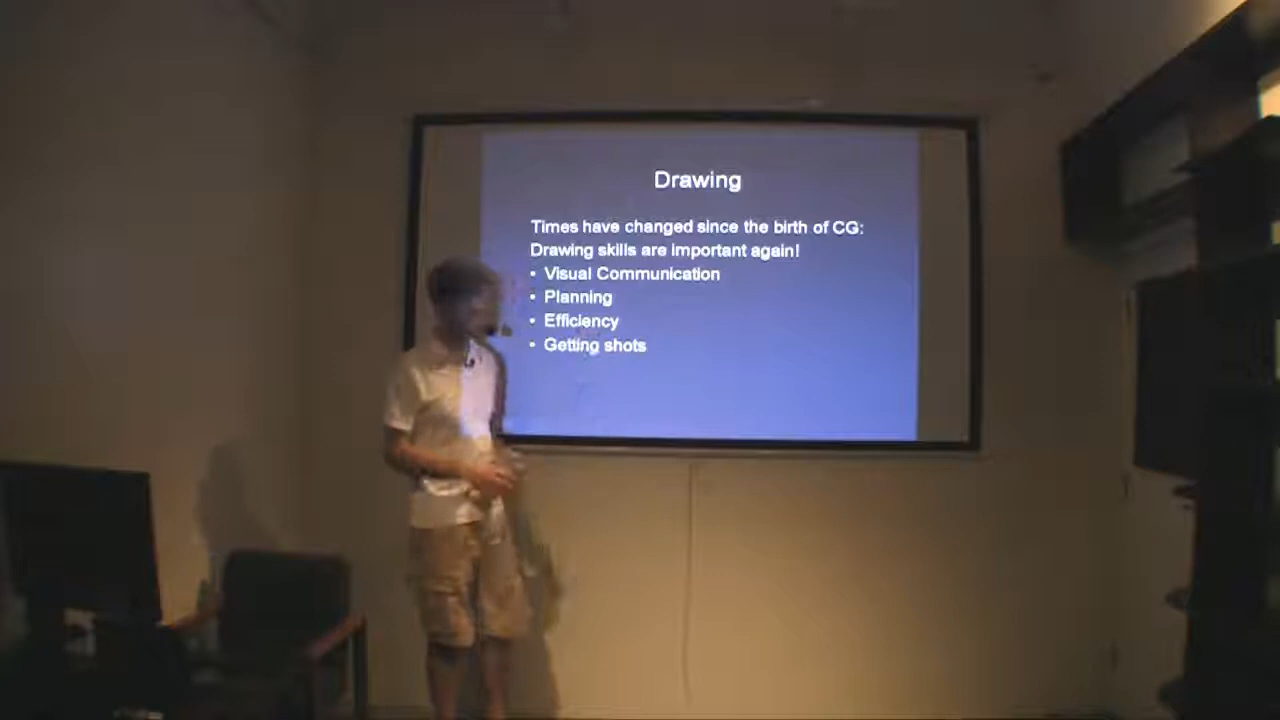 Drawing
Times have changed since the birth of CG:
Drawing skills are important again!
• Visual Communication
• Planning
• Efficiency
• Getting shots